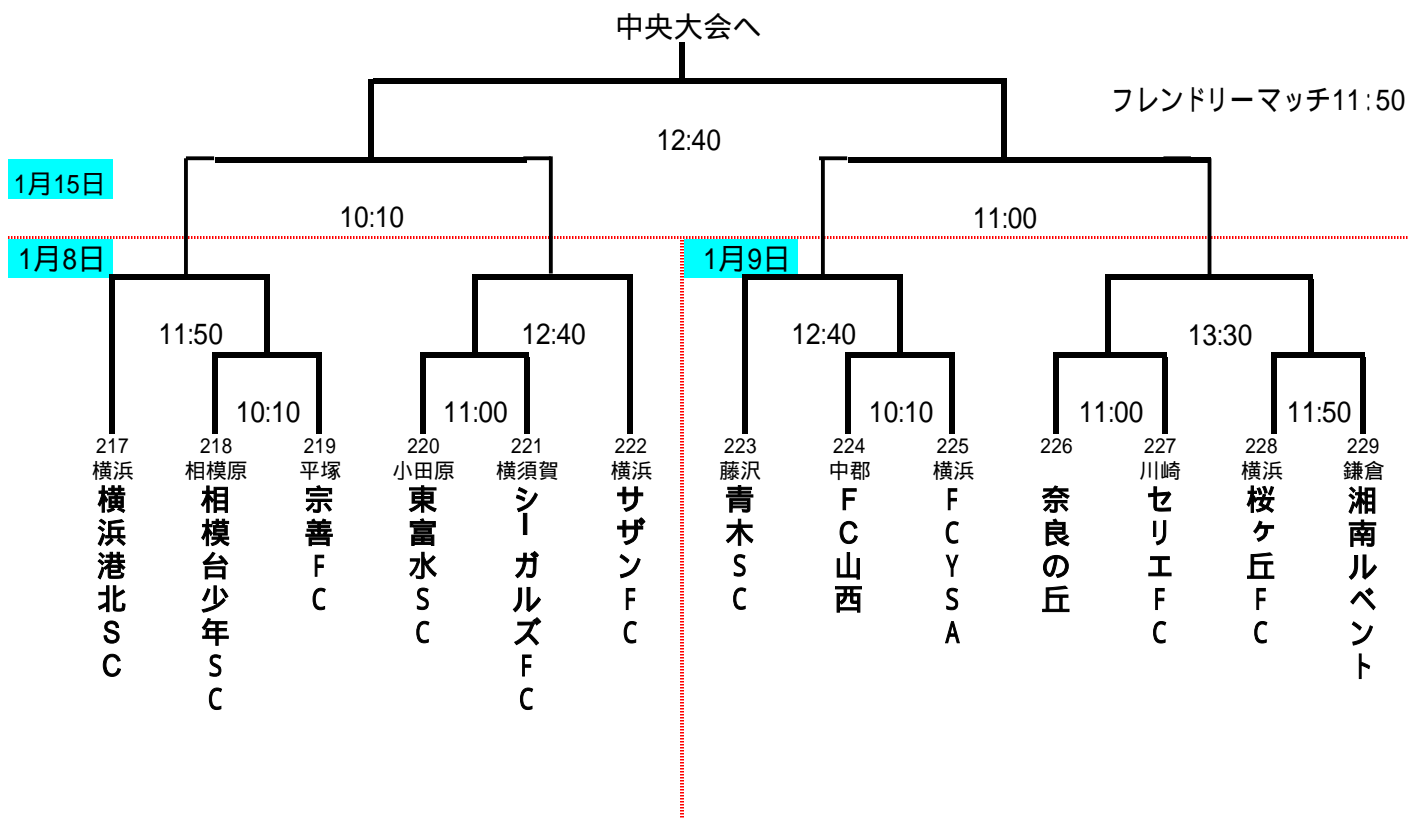 中央大会へ
フレンドリーマッチ11:50
12:40
1月15日
10:10
11:00
1月8日
1月9日
11:50
12:40
12:40
13:30
10:10
11:00
10:10
11:00
11:50
217
横浜
横浜港北SC
218
相模原
相模台少年SC
219
平塚
宗善FC
220
小田原
東富水SC
221
横須賀
シーガルズFC
222
横浜
サザンFC
223
藤沢
青木SC
224
中郡
FC山西
225
横浜
FCYSA
226
奈良の丘
227
川崎
セリエFC
228
横浜
桜ヶ丘FC
229
鎌倉
湘南ルベント